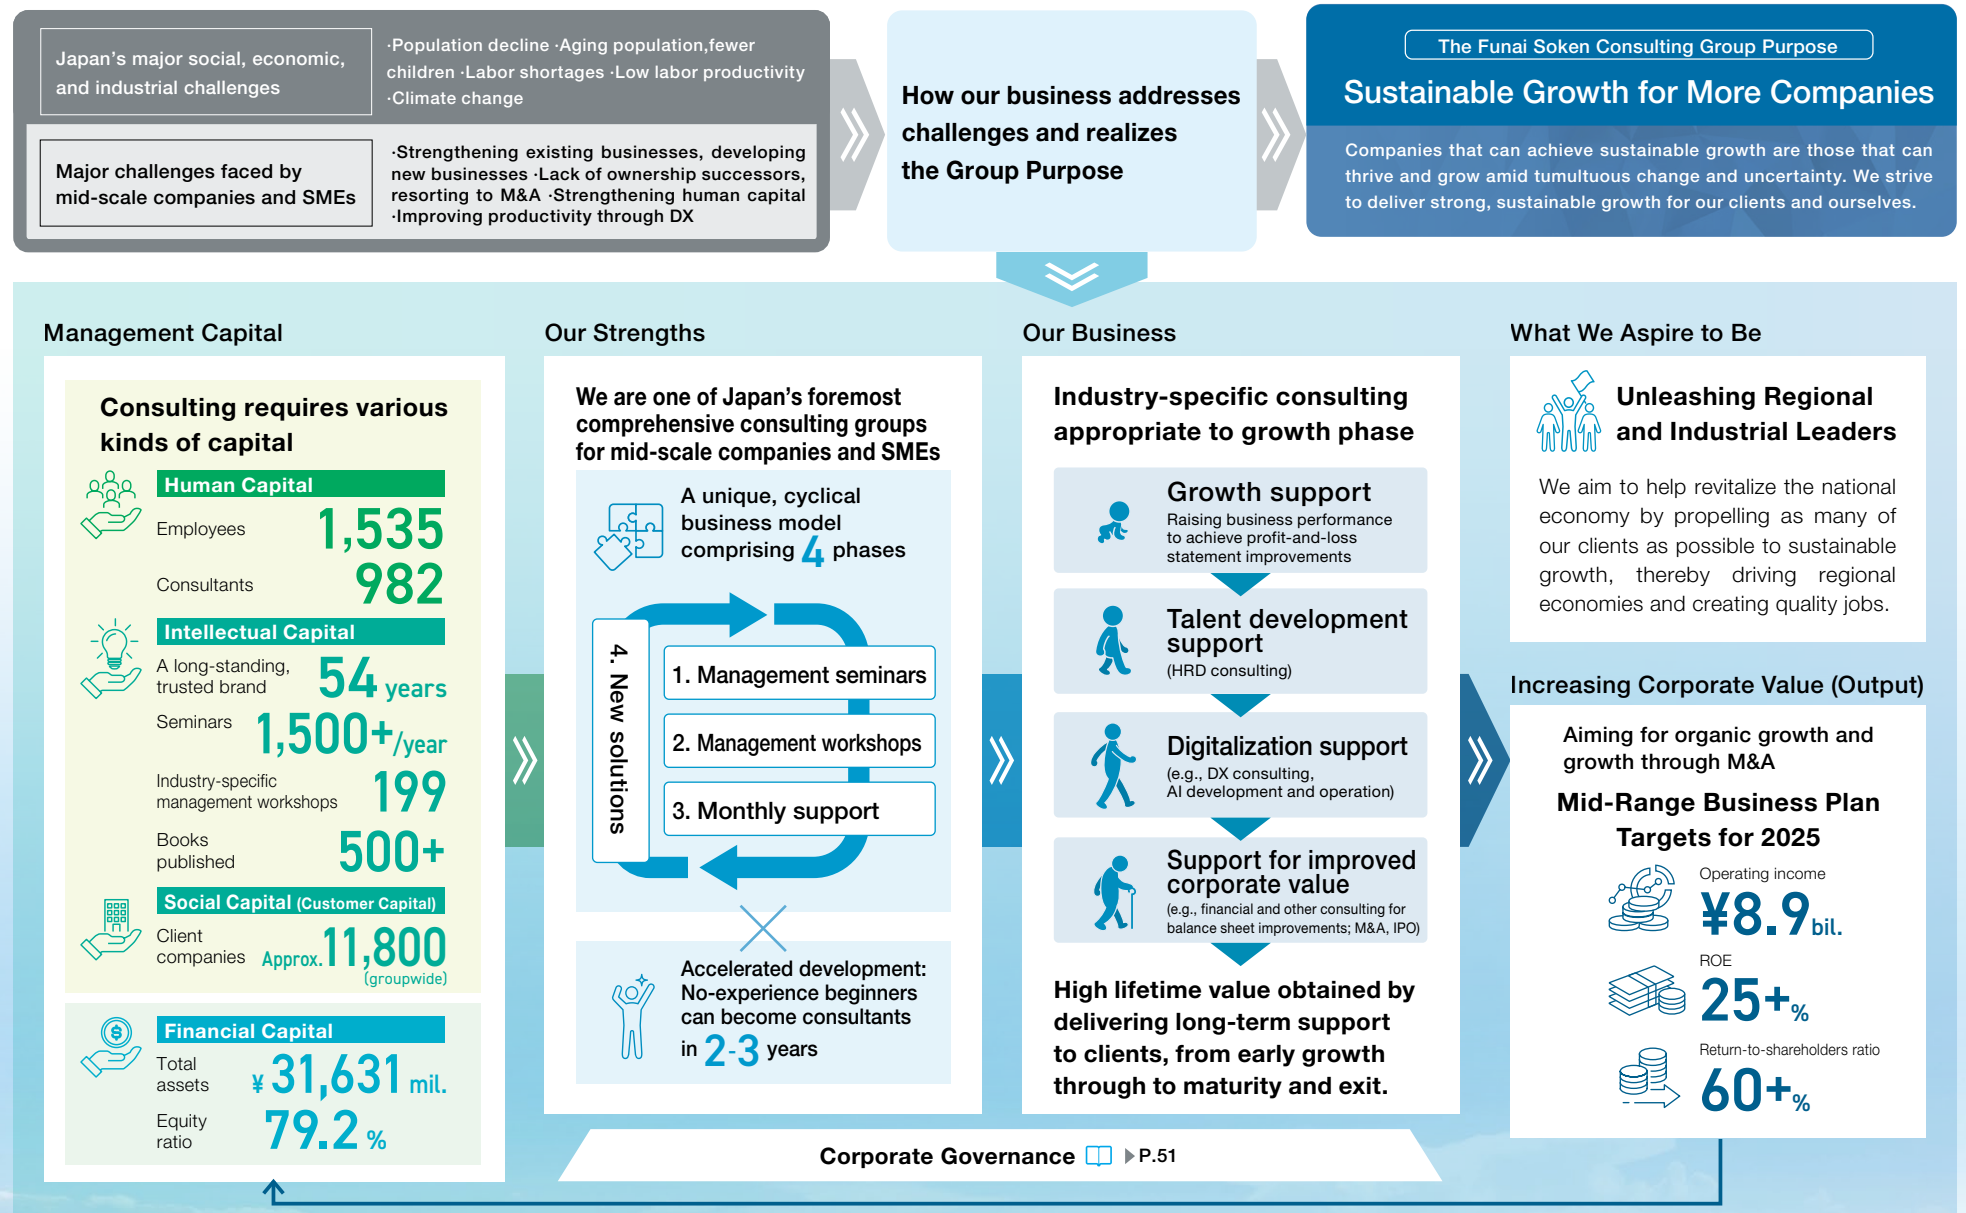 Japan's major social, economic,
and industrial challenges
·Population decline ·Aging population,fewer
children ·Labor shortages ·Low labor productivity
·Climate change
Major challenges faced by
mid-scale companies and SMEs
·Strengthening existing businesses, developing
new businesses ·Lack of ownership successors,
resorting to M&A ·Strengthening human capital
·Improving productivity through DX
How our business addresses
challenges and realizes
the Group Purpose
The Funai Soken Consulting Group Purpose
Sustainable Growth for More Companies
Companies that can achieve sustainable growth are those that can
thrive and grow amid tumultuous change and uncertainty. We strive
to deliver strong, sustainable growth for our clients and ourselves.
Management Capital
Consulting requires various
kinds of capital
Human Capital
Employees 1,535
Consultants 982
Intellectual Capital
A long-standing,
trusted brand 54 years
Seminars 1,500+/year
Industry-specific
management workshops 199
Books
published 500+
Social Capital (Customer Capital)
Client
companies Approx. 11,800
(groupwide)
Financial Capital
Total
assets ¥ 31,631 mil.
Equity
ratio 79.2 %
Our Strengths
We are one of Japan's foremost
comprehensive consulting groups
for mid-scale companies and SMEs
A unique, cyclical
business model
comprising 4 phases
4. New solutions
1. Management seminars
2. Management workshops
3. Monthly support
Accelerated development:
No-experience beginners
can become consultants
in 2-3 years
Our Business
Industry-specific consulting
appropriate to growth phase
Growth support
Raising business performance
to achieve profit-and-loss
statement improvements
Talent development
support
(HRD consulting)
Digitalization support
(e.g., DX consulting,
AI development and operation)
Support for improved
corporate value
(e.g., financial and other consulting for
balance sheet improvements; M&A, IPO)
High lifetime value obtained by
delivering long-term support
to clients, from early growth
through to maturity and exit.
What We Aspire to Be
Unleashing Regional
and Industrial Leaders
We aim to help revitalize the national
economy by propelling as many of
our clients as possible to sustainable
growth, thereby driving regional
economies and creating quality jobs.
Increasing Corporate Value (Output)
Aiming for organic growth and
growth through M&A
Mid-Range Business Plan
Targets for 2025
Operating income
¥8.9 bil.
ROE
25+%
Return-to-shareholders ratio
60+%
Corporate Governance P.51